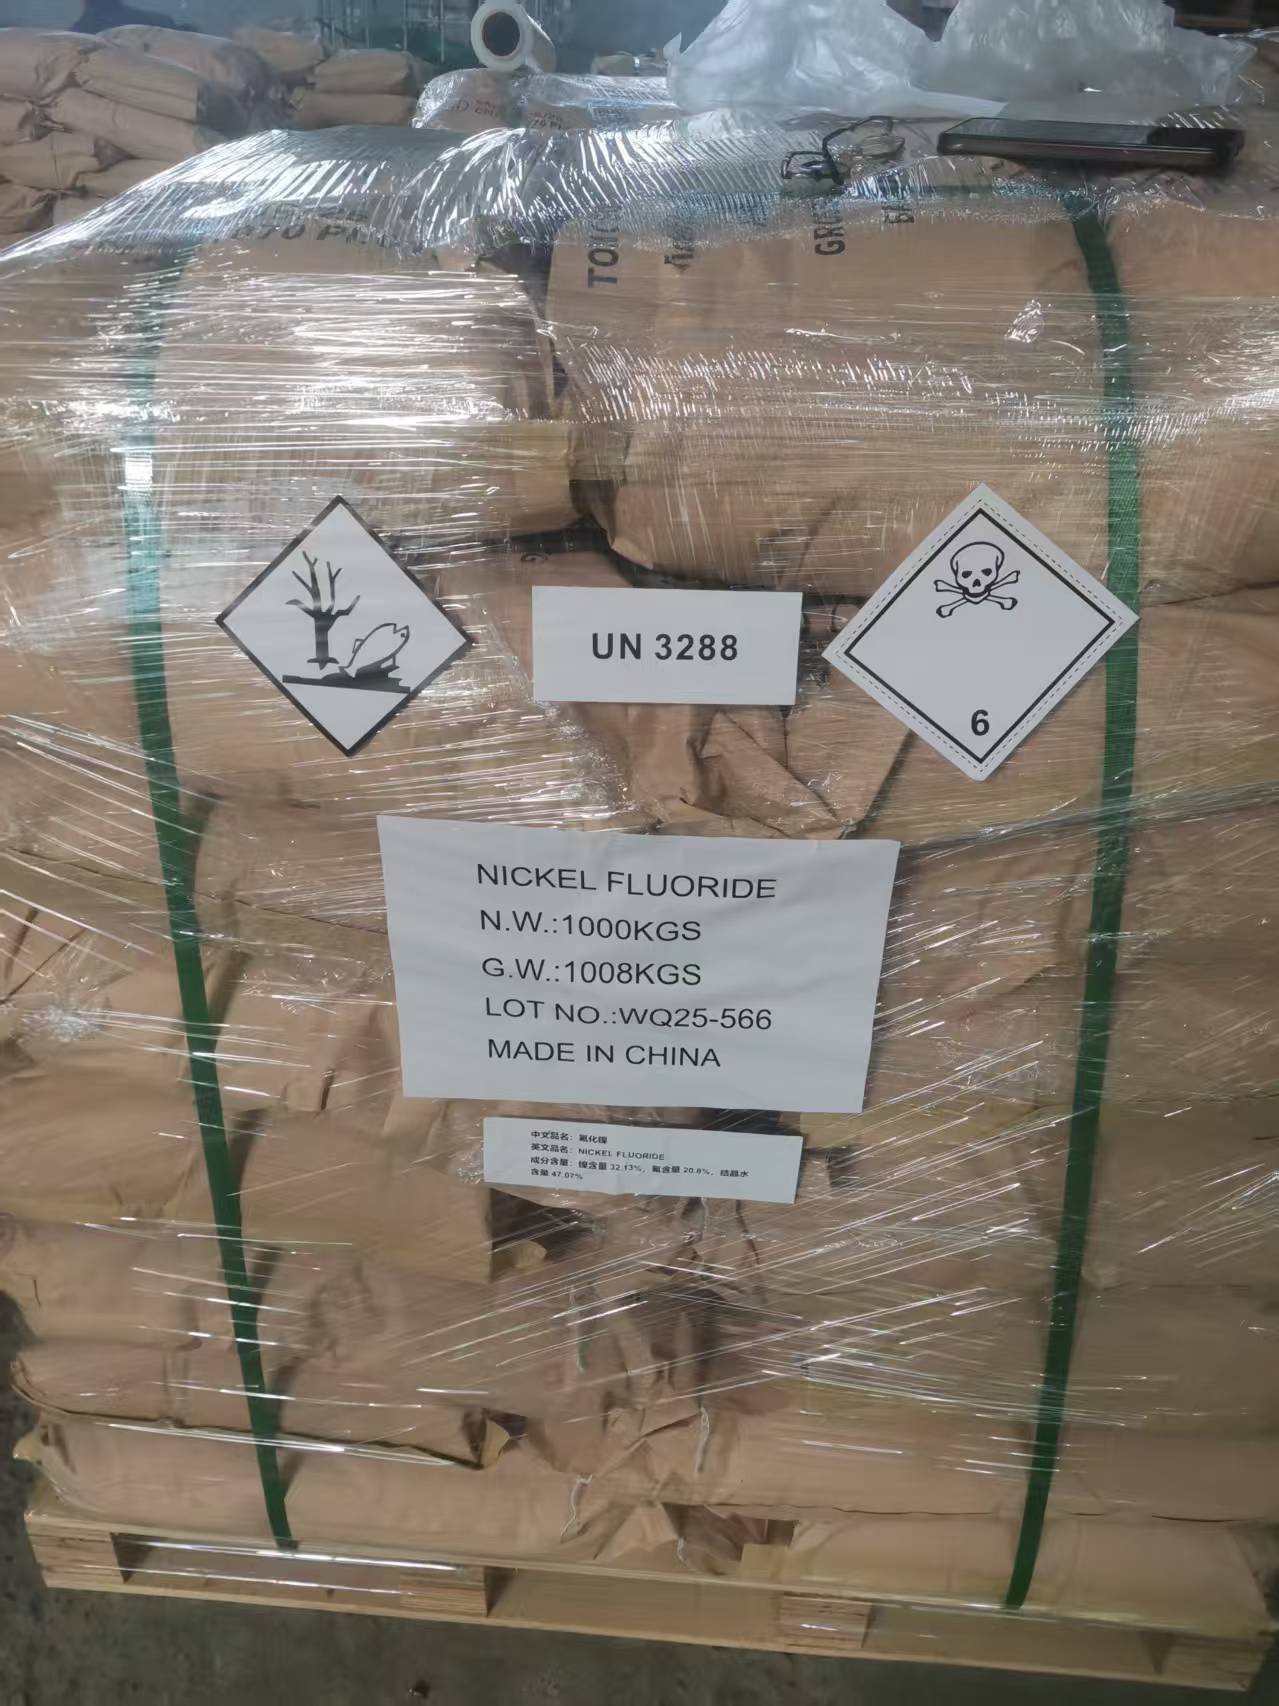 TOXIC
UN 3288
6
NICKEL FLUORIDE
N.W.:1000KGS
G.W.:1008KGS
LOT NO.:WQ25-566
MADE IN CHINA
中文品名：氟化镍
英文品名：NICKEL FLUORIDE
成分含量：镍含量 32.13%，氟含量 20.8%，结晶水
含量 47.07%